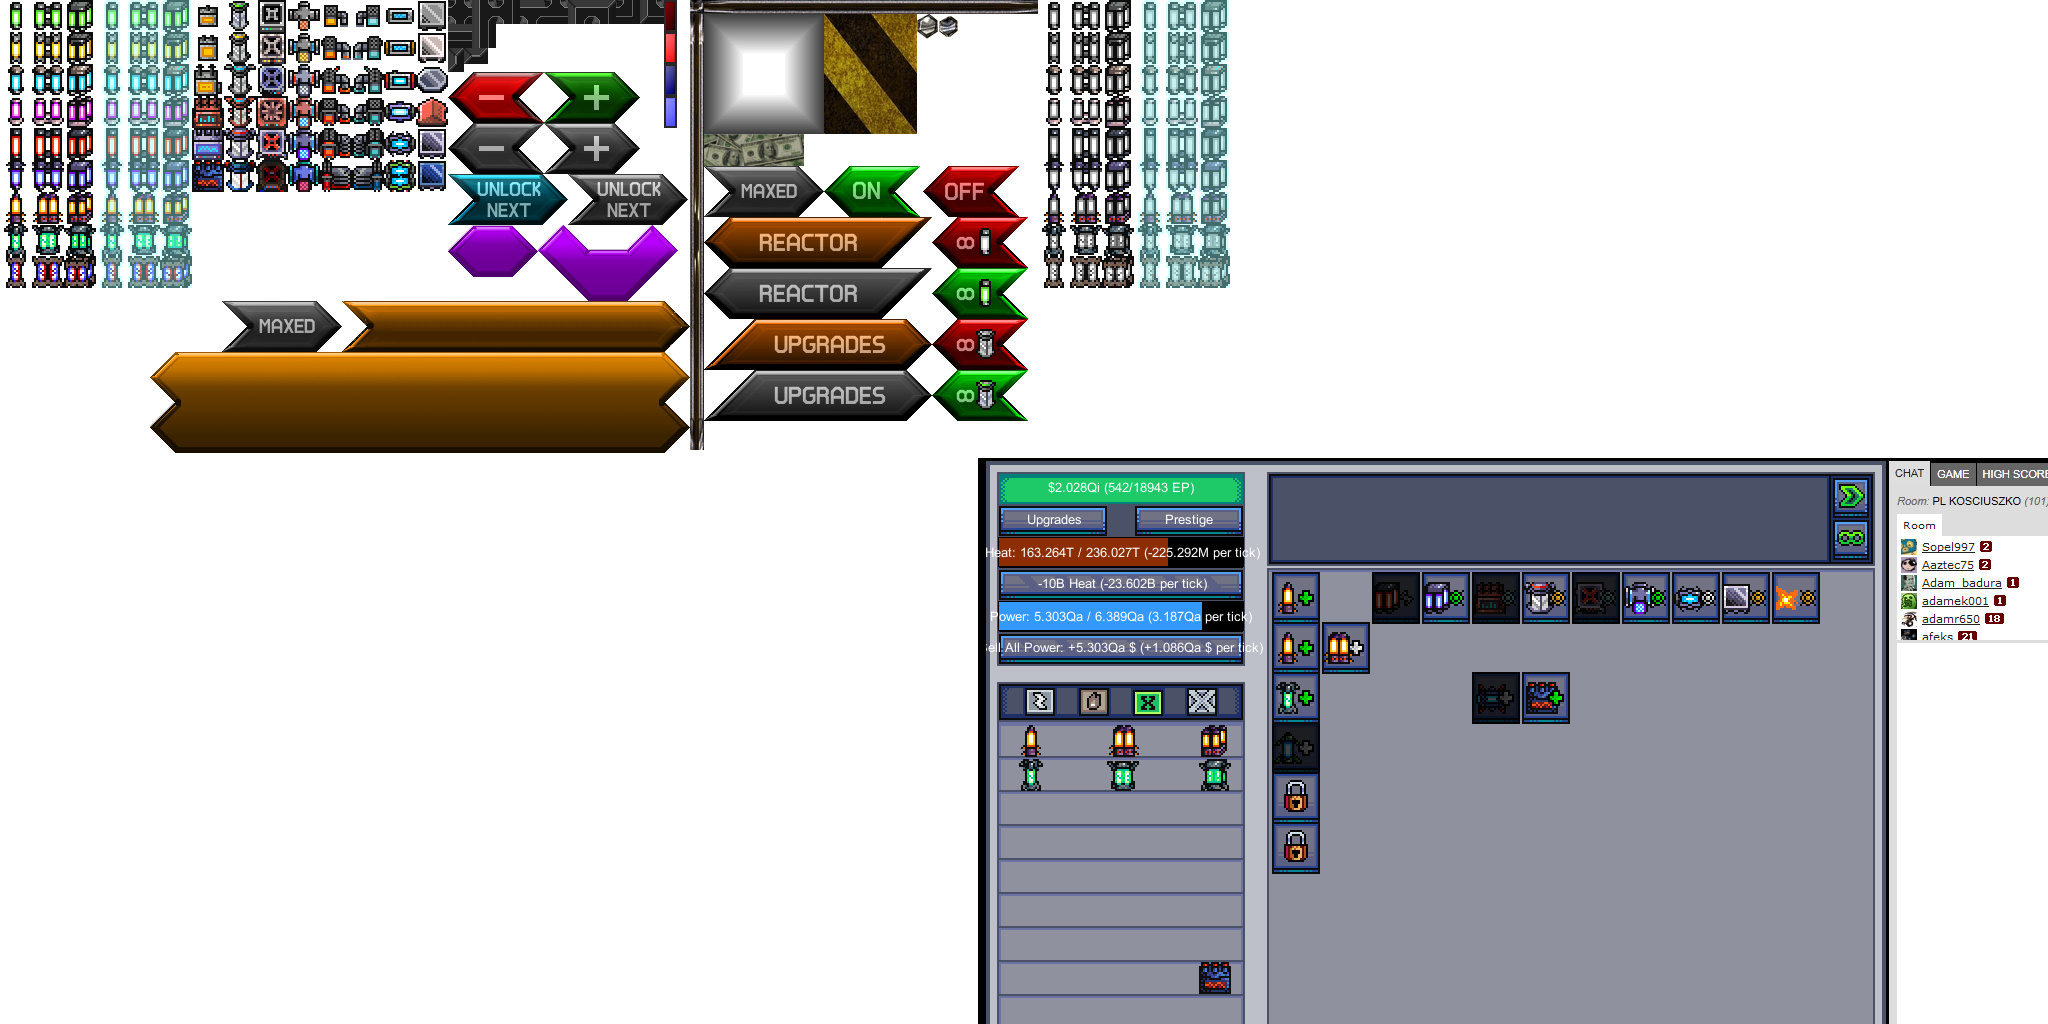 UNLOCK
NEXT
UNLOCK
NEXT
MAXED
MAXED
ON
OFF
REACTOR
∞
REACTOR
∞
UPGRADES
∞
UPGRADES
∞
$2.028Qi (542/18943 EP)
Upgrades
Prestige
Heat: 163.264T / 236.027T (-225.292M per tick)
-10B Heat (-23.602B per tick)
Power: 5.303Qa / 6.389Qa (3.187Qa per tick)
ell All Power: +5.303Qa $ (+1.086Qa $ per tick)
CHAT GAME HIGH SCORE
Room: PL KOSCIUSZKO (101)
Room
Sopel997 2
Aaztec75 2
Adam_badura 1
adamek001 1
adamr650 18
afeks 21